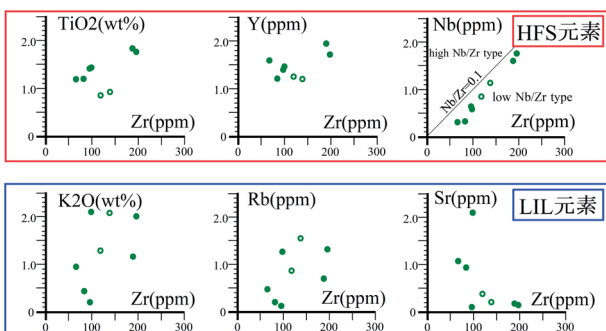 TiO2(wt%)
2.0
1.0
0
Zr(ppm)
0
100
200
300
Y(ppm)
2.0
1.0
0
Zr(ppm)
0
100
200
300
Nb(ppm)
HFS元素
2.0
high Nb/Zr type
Nb/Zr=0.1
1.0
low Nb/Zr type
0
Zr(ppm)
0
100
200
300
K2O(wt%)
2.0
1.0
0
Zr(ppm)
0
100
200
300
Rb(ppm)
2.0
1.0
0
Zr(ppm)
0
100
200
300
Sr(ppm)
LIL元素
2.0
1.0
0
Zr(ppm)
0
100
200
300